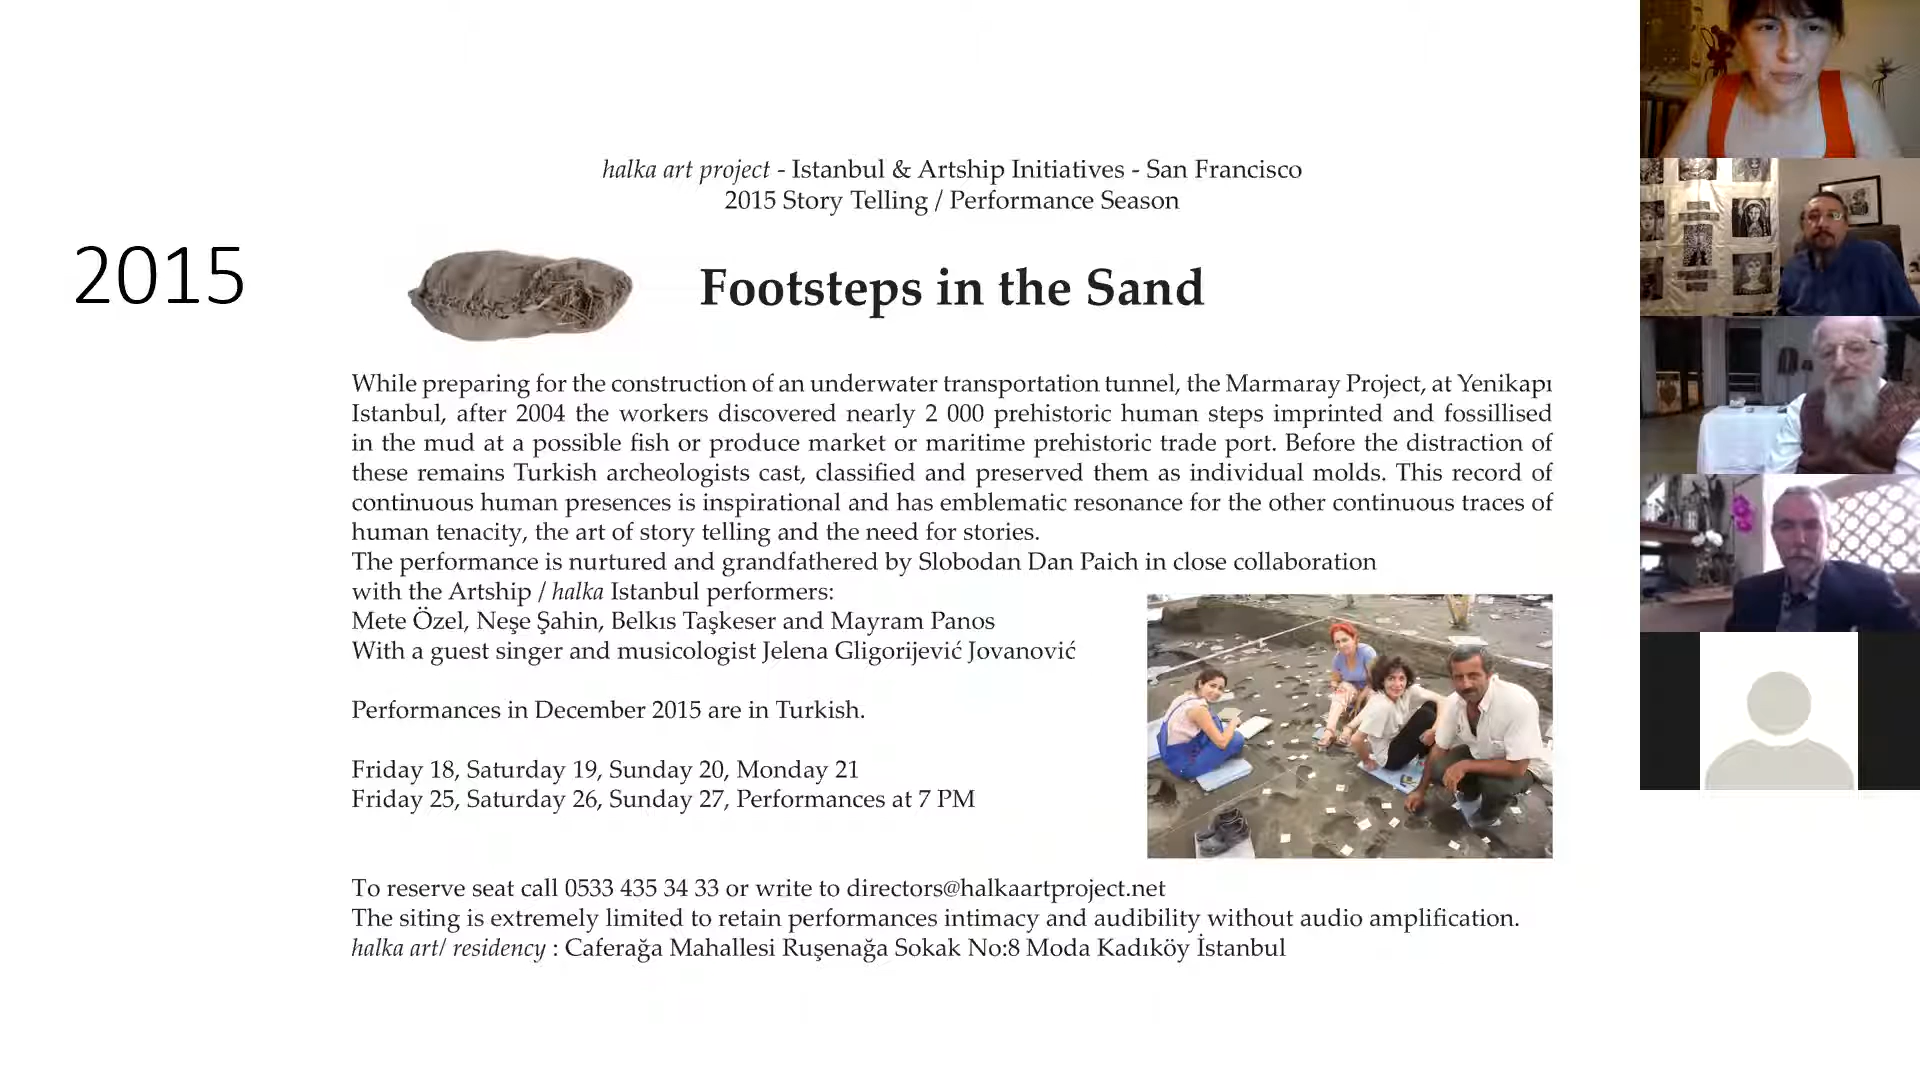 halka art project - Istanbul & Artship Initiatives - San Francisco
2015 Story Telling / Performance Season
2015
Footsteps in the Sand
While preparing for the construction of an underwater transportation tunnel, the Marmaray Project, at Yenikapı
Istanbul, after 2004 the workers discovered nearly 2 000 prehistoric human steps imprinted and fossillised
in the mud at a possible fish or produce market or maritime prehistoric trade port. Before the distraction of
these remains Turkish archeologists cast, classified and preserved them as individual molds. This record of
continuous human presences is inspirational and has emblematic resonance for the other continuous traces of
human tenacity, the art of story telling and the need for stories.
The performance is nurtured and grandfathered by Slobodan Dan Paich in close collaboration
with the Artship / halka Istanbul performers:
Mete Özel, Neşe Şahin, Belkıs Taşkeser and Mayram Panos
With a guest singer and musicologist Jelena Gligorijević Jovanović
Performances in December 2015 are in Turkish.
Friday 18, Saturday 19, Sunday 20, Monday 21
Friday 25, Saturday 26, Sunday 27, Performances at 7 PM
To reserve seat call 0533 435 34 33 or write to directors@halkaartproject.net
The siting is extremely limited to retain performances intimacy and audibility without audio amplification.
halka art/ residency : Caferağa Mahallesi Ruşenağa Sokak No:8 Moda Kadıköy İstanbul